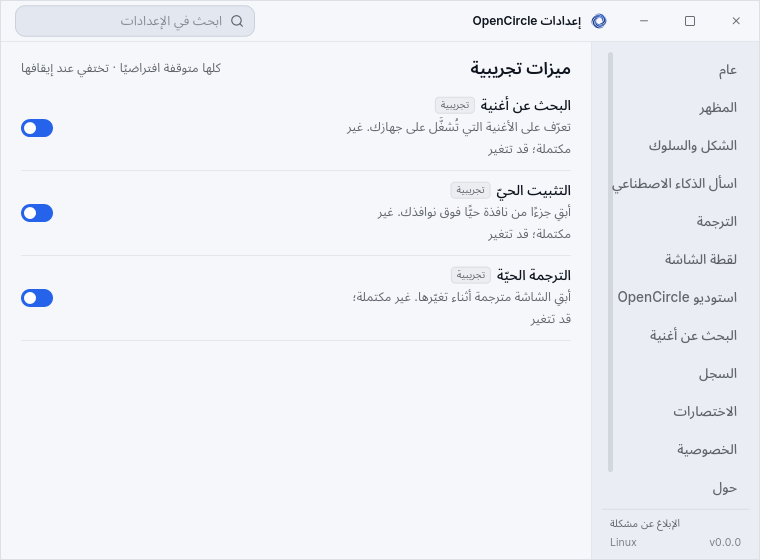 إعدادات OpenCircle
ابحث في الإعدادات
عام
المظهر
الشكل والسلوك
اسأل الذكاء الاصطناعي
الترجمة
لقطة الشاشة
استوديو OpenCircle
البحث عن أغنية
السجل
الاختصارات
الخصوصية
حول
الإبلاغ عن مشكلة
v0.0.0 Linux
ميزات تجريبية
كلها متوقفة افتراضيًا · تختفي عند إيقافها
البحث عن أغنية تجريبية
تعرّف على الأغنية التي تُشغَّل على جهازك. غير
مكتملة؛ قد تتغير
التثبيت الحيّ تجريبية
أبقِ جزءًا من نافذة حيًّا فوق نوافذك. غير
مكتملة؛ قد تتغير
الترجمة الحيّة تجريبية
أبقِ الشاشة مترجمة أثناء تغيّرها. غير مكتملة؛
قد تتغير